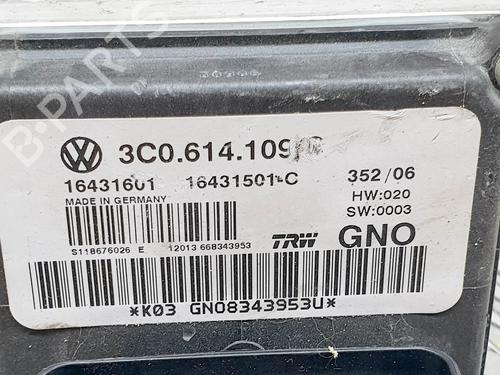 3C0.614.109
16431601 16431501-C 352/06
MADE IN GERMANY HW:020
SW:0003
S118676026 E 12013 668343953 TRW GNO
*K03 GN08343953U*
B-PARTS